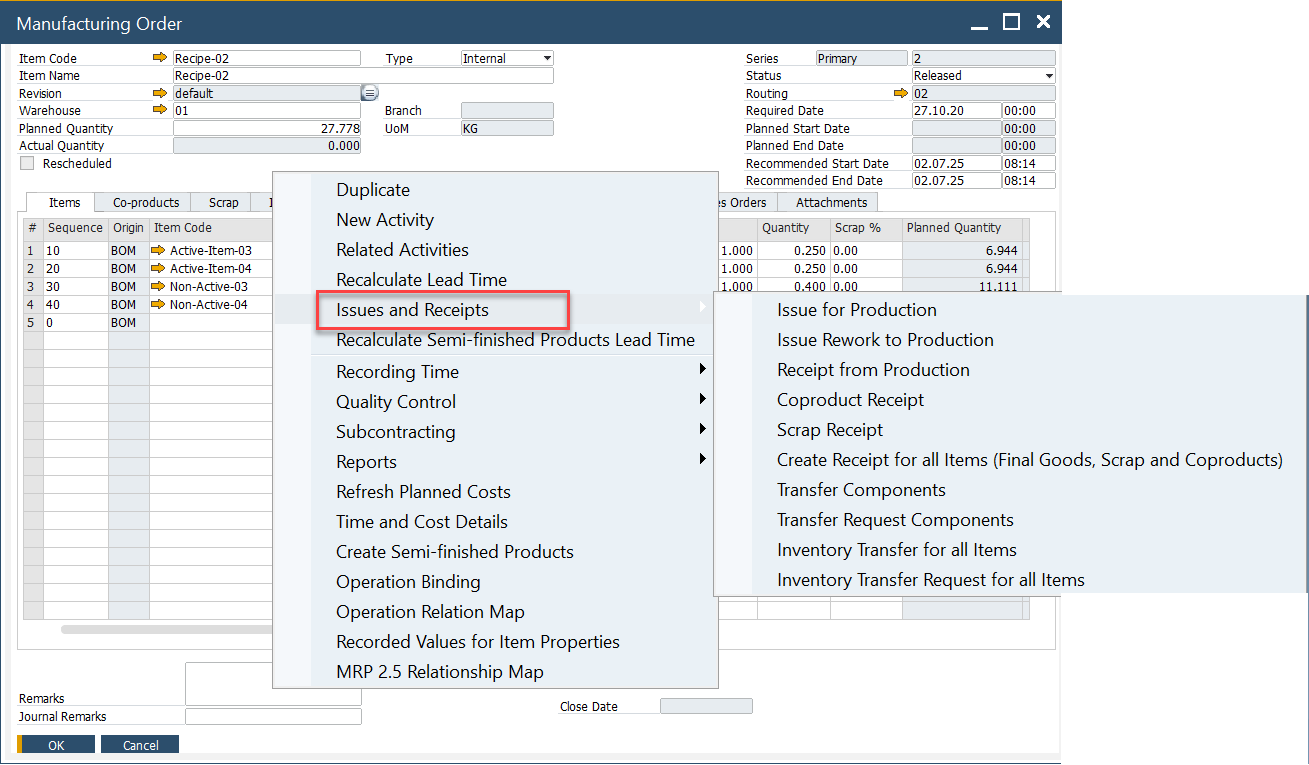 Manufacturing Order
Item Code Recipe-02 Type Internal Series Primary 2
Item Name Recipe-02 Status Released
Revision default Routing 02
Warehouse 01 Branch Required Date 27.10.20 00:00
Planned Quantity 27.778 UoM KG Planned Start Date 00:00
Actual Quantity 0.000 Planned End Date 00:00
Rescheduled Recommended Start Date 02.07.25 08:14
Recommended End Date 02.07.25 08:14
Items Co-products Scrap Orders Attachments
# Sequence Origin Item Code Quantity Scrap % Planned Quantity
1 10 BOM Active-Item-03 1.000 0.250 0.00 6.944
2 20 BOM Active-Item-04 1.000 0.250 0.00 6.944
3 30 BOM Non-Active-03 1.000 0.400 0.00 11.111
4 40 BOM Non-Active-04
5 0 BOM
Duplicate
New Activity
Related Activities
Recalculate Lead Time
Issues and Receipts
Recalculate Semi-finished Products Lead Time
Recording Time
Quality Control
Subcontracting
Reports
Refresh Planned Costs
Time and Cost Details
Create Semi-finished Products
Operation Binding
Operation Relation Map
Recorded Values for Item Properties
MRP 2.5 Relationship Map
Issue for Production
Issue Rework to Production
Receipt from Production
Coproduct Receipt
Scrap Receipt
Create Receipt for all Items (Final Goods, Scrap and Coproducts)
Transfer Components
Transfer Request Components
Inventory Transfer for all Items
Inventory Transfer Request for all Items
Remarks
Journal Remarks
Close Date
OK Cancel